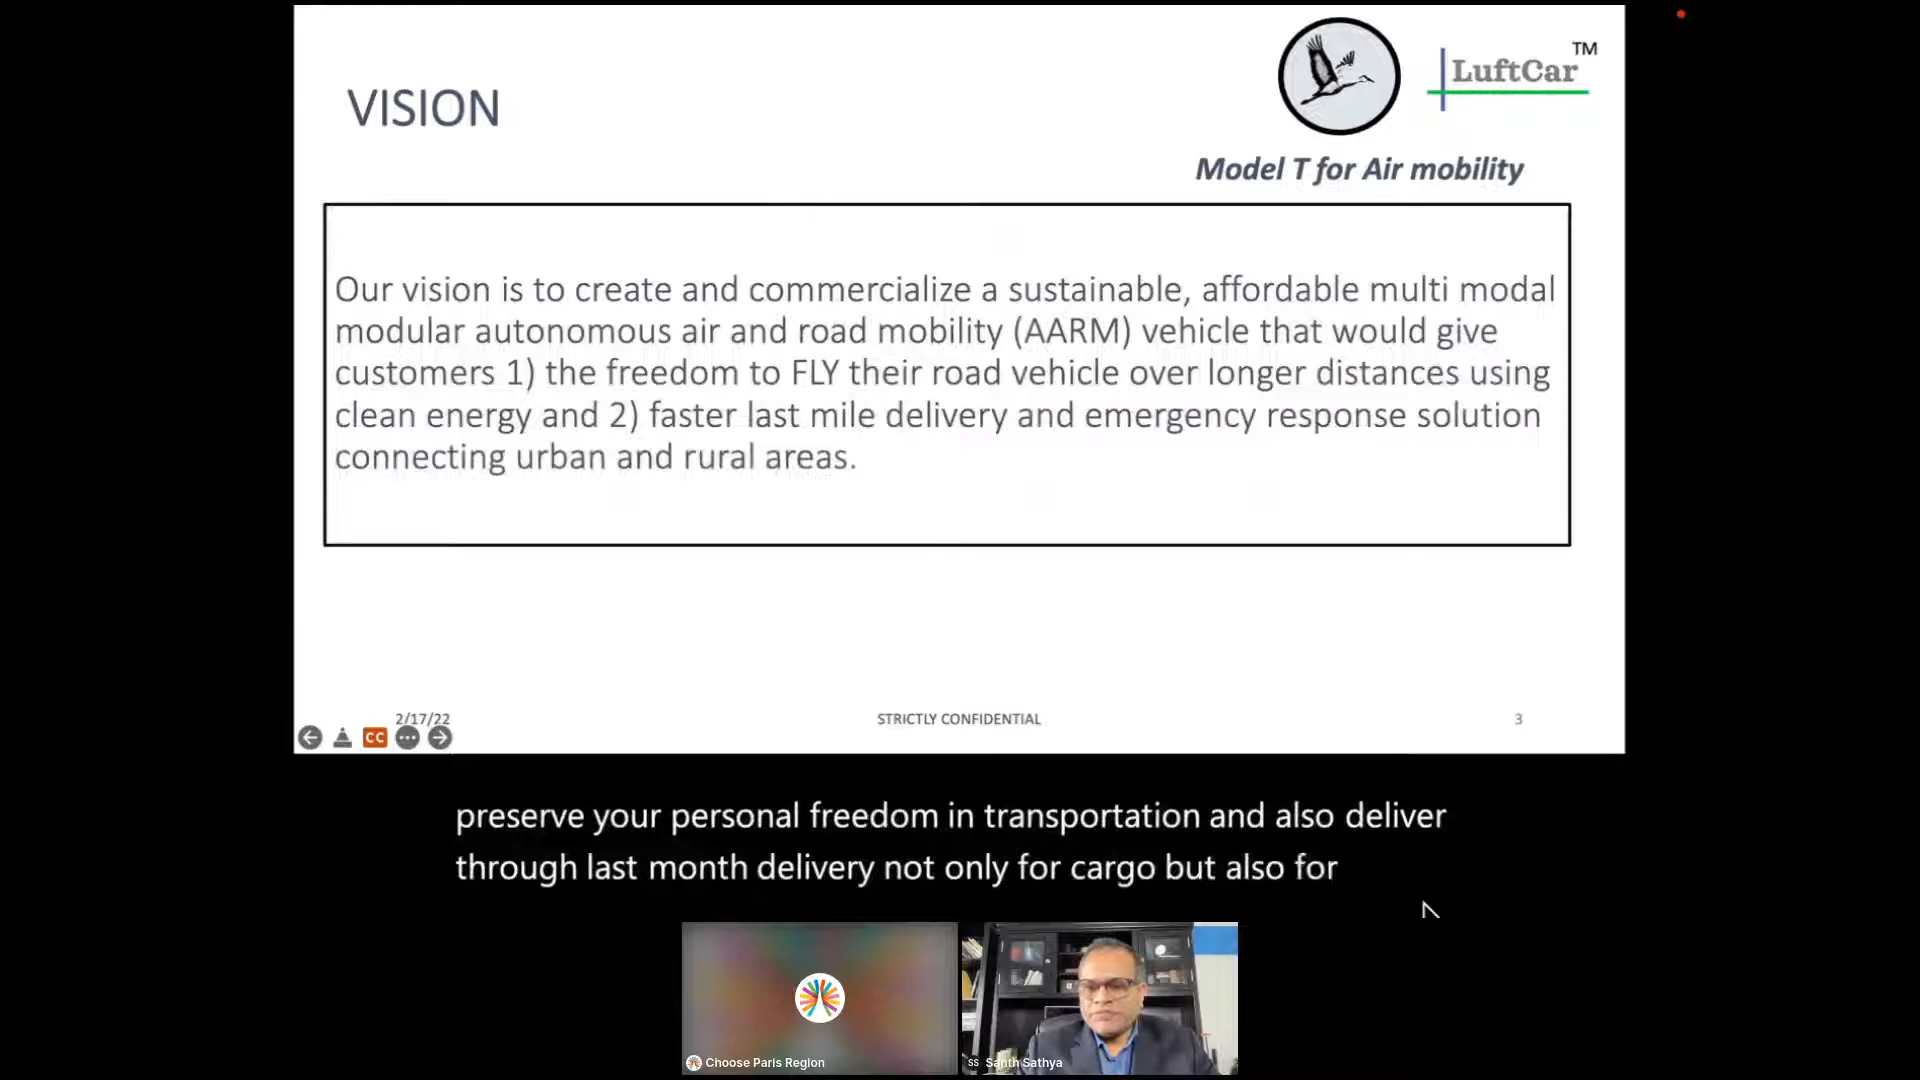 VISION
LuftCar
TM
Model T for Air mobility
Our vision is to create and commercialize a sustainable, affordable multi modal
modular autonomous air and road mobility (AARM) vehicle that would give
customers 1) the freedom to FLY their road vehicle over longer distances using
clean energy and 2) faster last mile delivery and emergency response solution
connecting urban and rural areas.
2/17/22
STRICTLY CONFIDENTIAL
3
CC
preserve your personal freedom in transportation and also deliver
through last month delivery not only for cargo but also for
Choose Paris Region
SS Santh Sathya